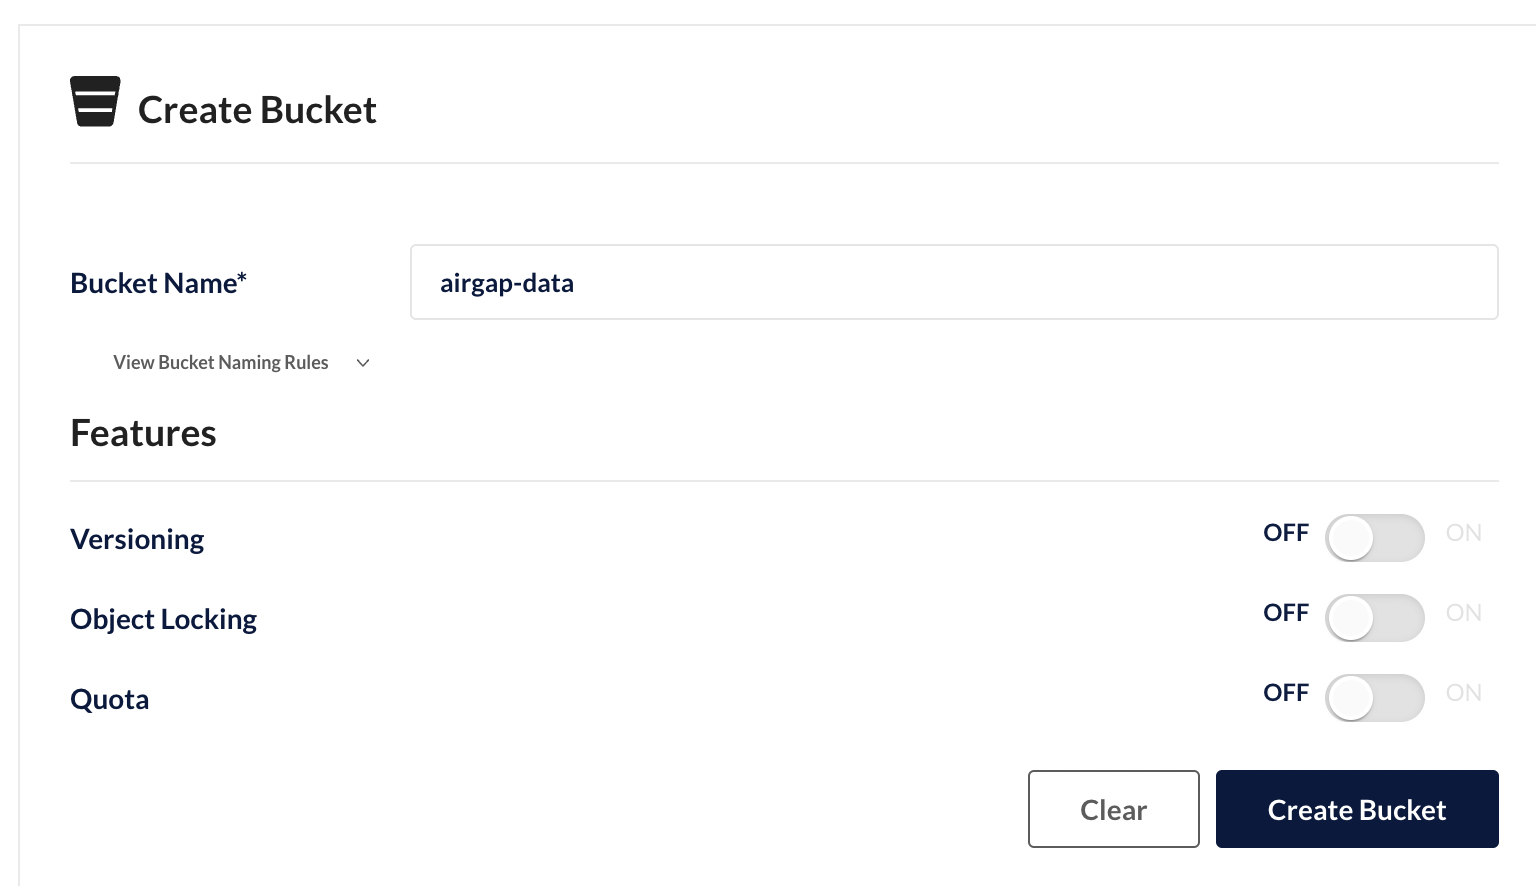 Create Bucket
Bucket Name*
airgap-data
View Bucket Naming Rules
Features
Versioning
OFF ON
Object Locking
OFF ON
Quota
OFF ON
Clear
Create Bucket